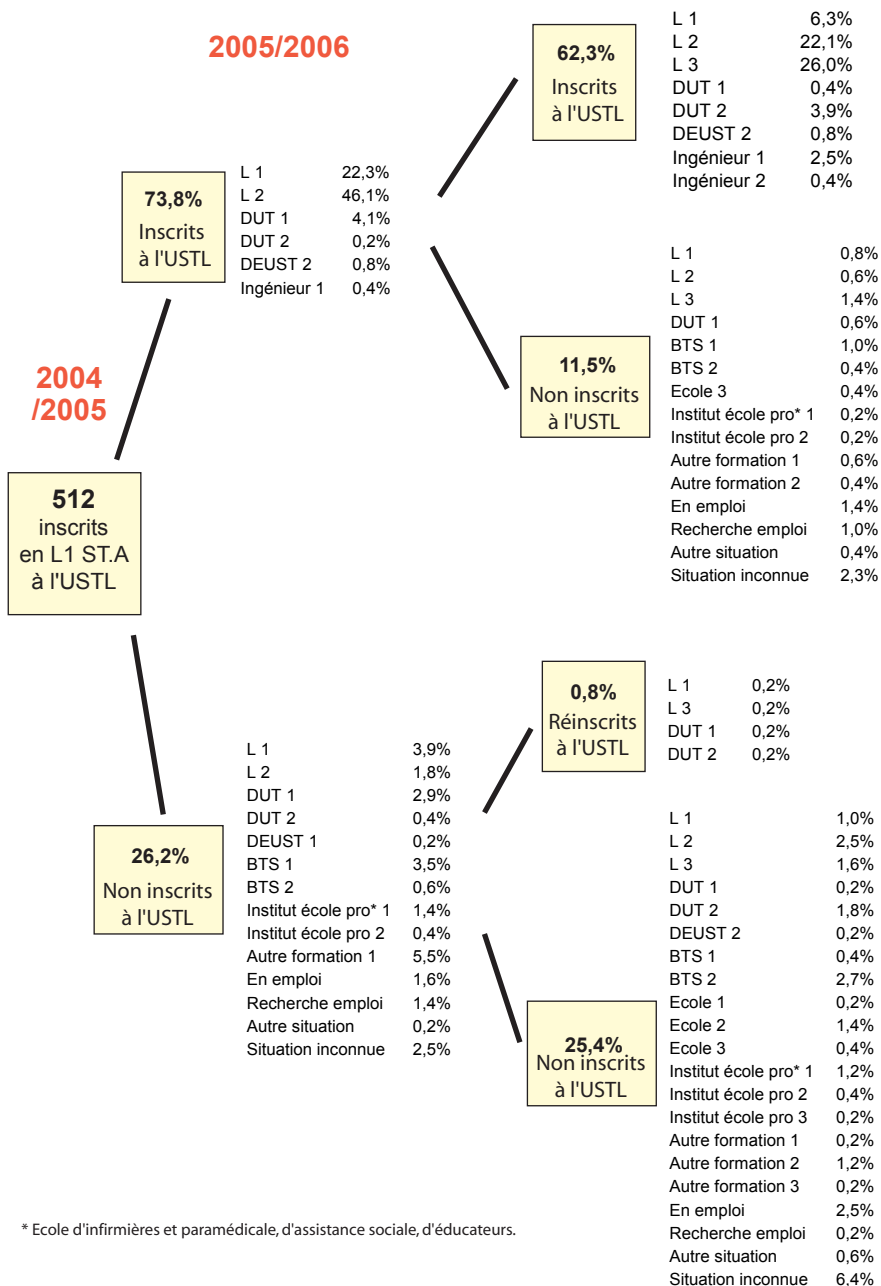 2005/2006
2004
/2005
512
inscrits
en L1 ST.A
à l'USTL
73,8%
Inscrits
à l'USTL
L 1 22,3%
L 2 46,1%
DUT 1 4,1%
DUT 2 0,2%
DEUST 2 0,8%
Ingénieur 1 0,4%
62,3%
Inscrits
à l'USTL
L 1 6,3%
L 2 22,1%
L 3 26,0%
DUT 1 0,4%
DUT 2 3,9%
DEUST 2 0,8%
Ingénieur 1 2,5%
Ingénieur 2 0,4%
11,5%
Non inscrits
à l'USTL
L 1 0,8%
L 2 0,6%
L 3 1,4%
DUT 1 0,6%
BTS 1 1,0%
BTS 2 0,4%
Ecole 3 0,4%
Institut école pro* 1 0,2%
Institut école pro 2 0,2%
Autre formation 1 0,6%
Autre formation 2 0,4%
En emploi 1,4%
Recherche emploi 1,0%
Autre situation 0,4%
Situation inconnue 2,3%
26,2%
Non inscrits
à l'USTL
L 1 3,9%
L 2 1,8%
DUT 1 2,9%
DUT 2 0,4%
DEUST 1 0,2%
BTS 1 3,5%
BTS 2 0,6%
Institut école pro* 1 1,4%
Institut école pro 2 0,4%
Autre formation 1 5,5%
En emploi 1,6%
Recherche emploi 1,4%
Autre situation 0,2%
Situation inconnue 2,5%
0,8%
Réinscrits
à l'USTL
L 1 0,2%
L 3 0,2%
DUT 1 0,2%
DUT 2 0,2%
25,4%
Non inscrits
à l'USTL
L 1 1,0%
L 2 2,5%
L 3 1,6%
DUT 1 0,2%
DUT 2 1,8%
DEUST 2 0,2%
BTS 1 0,4%
BTS 2 2,7%
Ecole 1 0,2%
Ecole 2 1,4%
Ecole 3 0,4%
Institut école pro* 1 1,2%
Institut école pro 2 0,4%
Institut école pro 3 0,2%
Autre formation 1 0,2%
Autre formation 2 1,2%
Autre formation 3 0,2%
En emploi 2,5%
Recherche emploi 0,2%
Autre situation 0,6%
Situation inconnue 6,4%
* Ecole d'infirmières et paramédicale, d'assistance sociale, d'éducateurs.